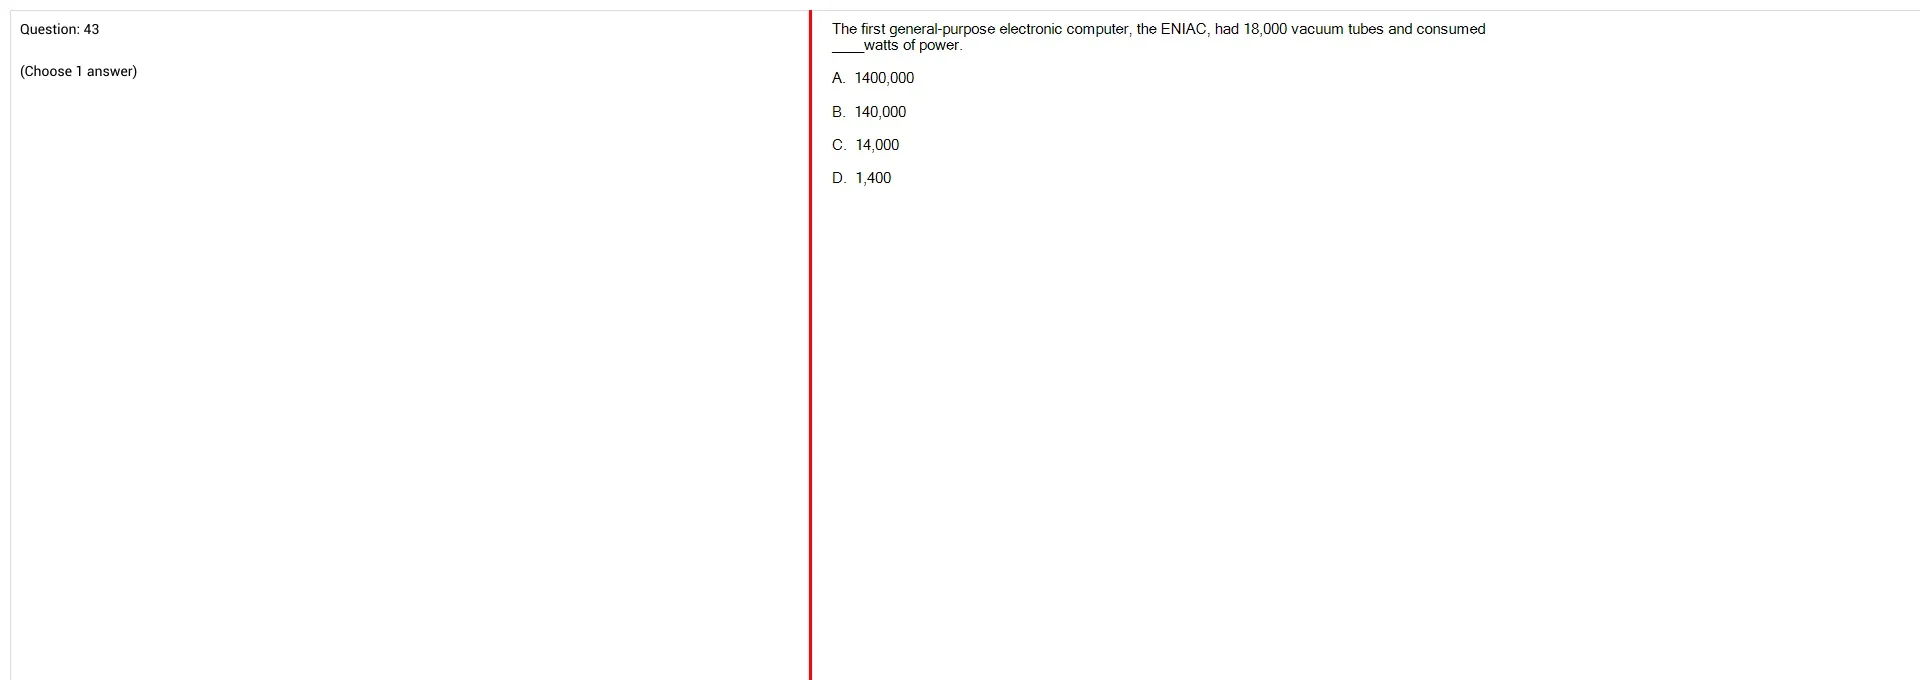 Question: 43
(Choose 1 answer)
The first general-purpose electronic computer, the ENIAC, had 18,000 vacuum tubes and consumed
____watts of power.
A. 1400,000
B. 140,000
C. 14,000
D. 1,400